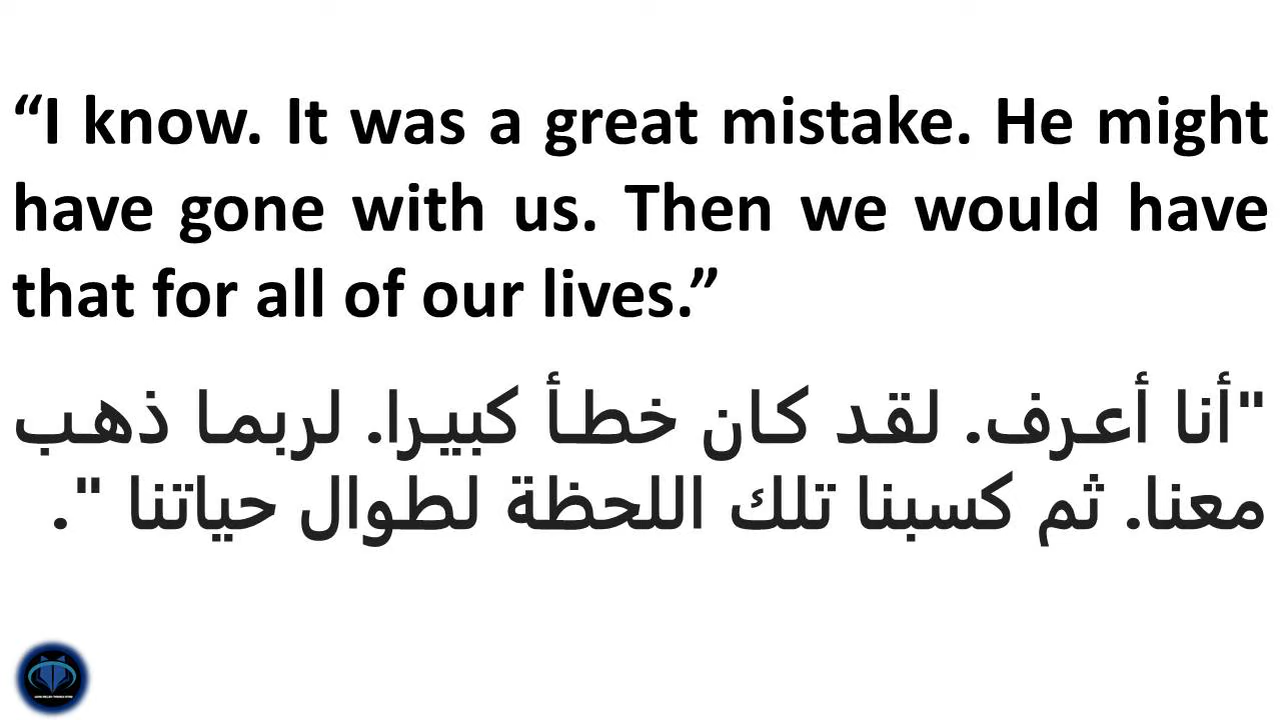 “I know. It was a great mistake. He might
have gone with us. Then we would have
that for all of our lives.”
"أنا أعرف. لقد كان خطأ كبيرا. لربما ذهب
معنا. ثم كسبنا تلك اللحظة لطوال حياتنا ".